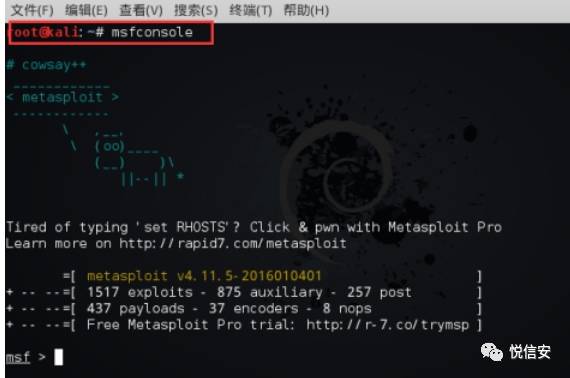 文件(F) 编辑(E) 查看(V) 搜索(S) 终端(T) 帮助(H)
root@kali:~# msfconsole
# cowsay++
< metasploit >
(oo)____
(__) )\
||--|| *
Tired of typing 'set RHOSTS'? Click & pwn with Metasploit Pro
Learn more on http://rapid7.com/metasploit
=[ metasploit v4.11.5-2016010401 ]
+ -- --=[ 1517 exploits - 875 auxiliary - 257 post ]
+ -- --=[ 437 payloads - 37 encoders - 8 nops ]
+ -- --=[ Free Metasploit Pro trial: http://r-7.co/trymsp ]
msf >
悦信安